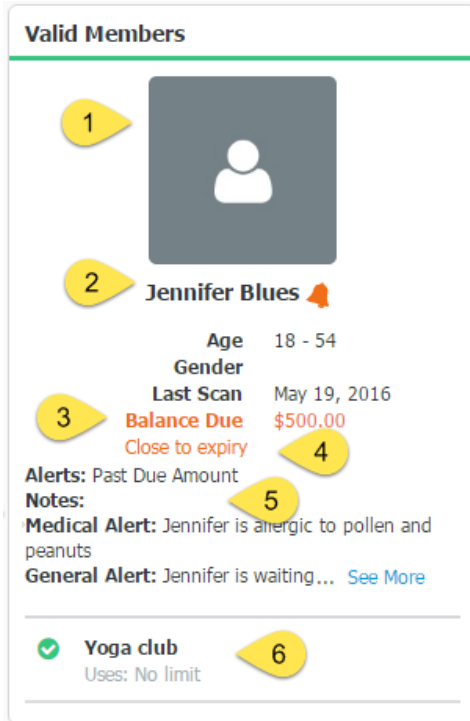 Valid Members
1
2
Jennifer Blues
Age 18 - 54
Gender
Last Scan May 19, 2016
3
Balance Due $500.00
Close to expiry
4
Alerts: Past Due Amount
Notes:
5
Medical Alert: Jennifer is allergic to pollen and
peanuts
General Alert: Jennifer is waiting... See More
Yoga club
6
Uses: No limit